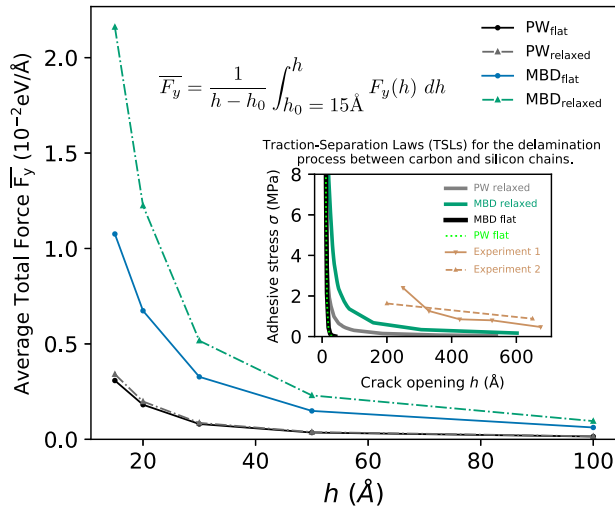 PW_flat
PW_relaxed
MBD_flat
MBD_relaxed
\overline{F_y} = \frac{1}{h - h_0} \int_{h_0 = 15Å}^{h} F_y(h) dh
Traction-Separation Laws (TSLs) for the delamination
process between carbon and silicon chains.
PW relaxed
MBD relaxed
MBD flat
PW flat
Experiment 1
Experiment 2
Adhesive stress σ (MPa)
8
6
4
2
0
0 200 400 600
Crack opening h (Å)
Average Total Force \overline{F}_y (10⁻²eV/Å)
2.0
1.5
1.0
0.5
0.0
20 40 60 80 100
h (Å)